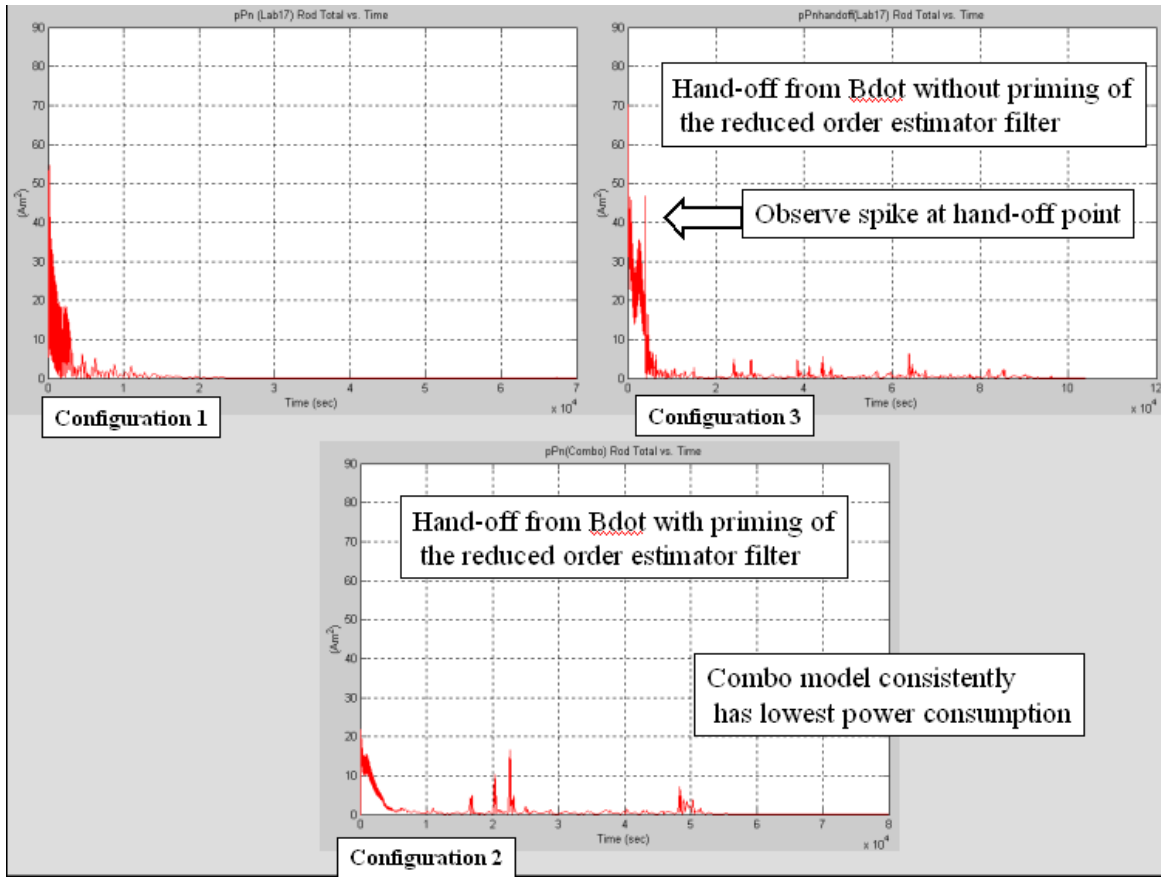 pPn (Lab17) Rod Total vs. Time
90
80
70
60
50
40
30
20
10
0
(Am²)
0 1 2 3 4 5 6 7
Time (sec)
x 10⁴
Configuration 1
pPnhandoff(Lab17) Rod Total vs. Time
90
80
70
60
50
40
30
20
10
0
(Am²)
Hand-off from Bdot without priming of
the reduced order estimator filter
Observe spike at hand-off point
0 2 4 6 8 10 12
Time (sec)
x 10⁴
Configuration 3
pPn(Combo) Rod Total vs. Time
90
80
70
60
50
40
30
20
10
0
(Am²)
Hand-off from Bdot with priming of
the reduced order estimator filter
Combo model consistently
has lowest power consumption
0 1 2 3 4 5 6 7 8
Time (sec)
x 10⁴
Configuration 2